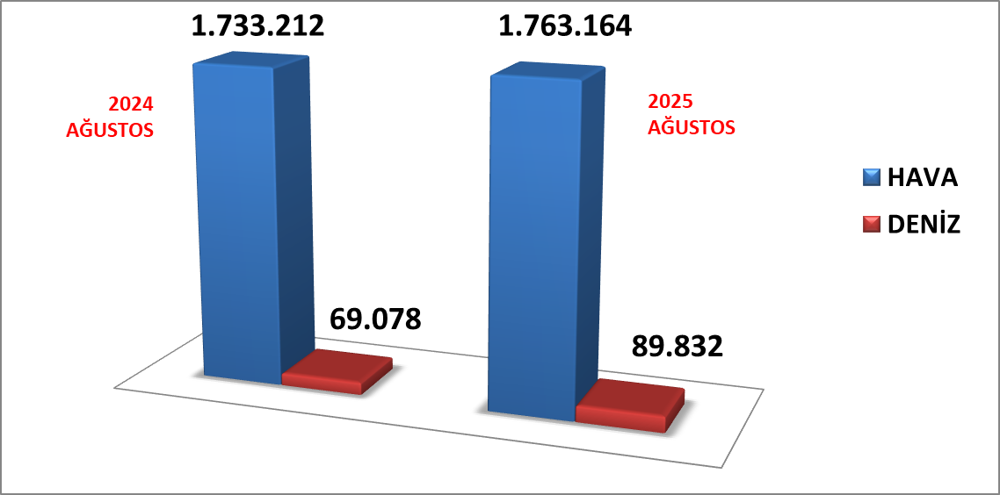 1.733.212
1.763.164
2024
AĞUSTOS
2025
AĞUSTOS
HAVA
DENİZ
69.078
89.832